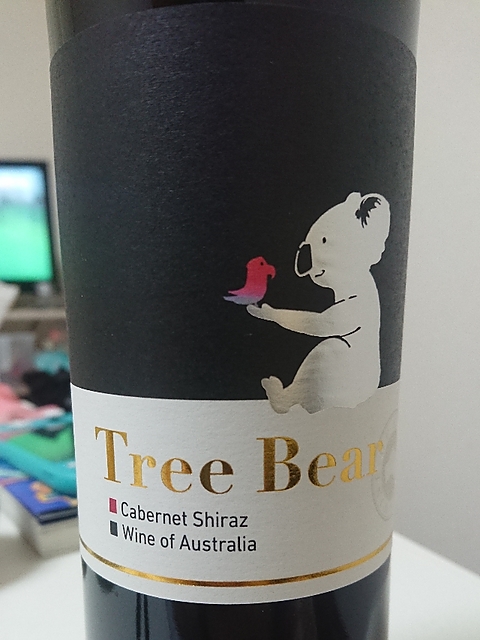 Tree Bear
Cabernet Shiraz
Wine of Australia